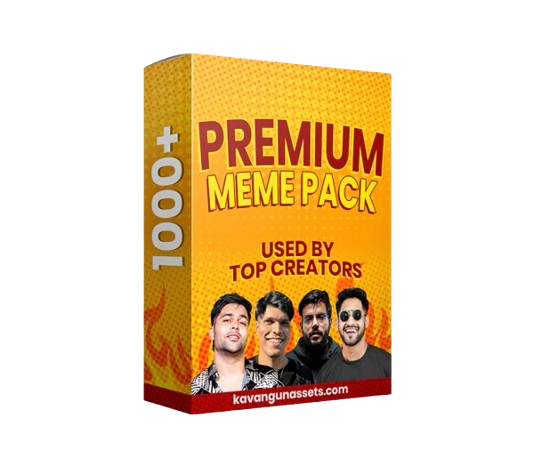 1000+
PREMIUM
MEME PACK
USED BY
TOP CREATORS
kavangunassets.com